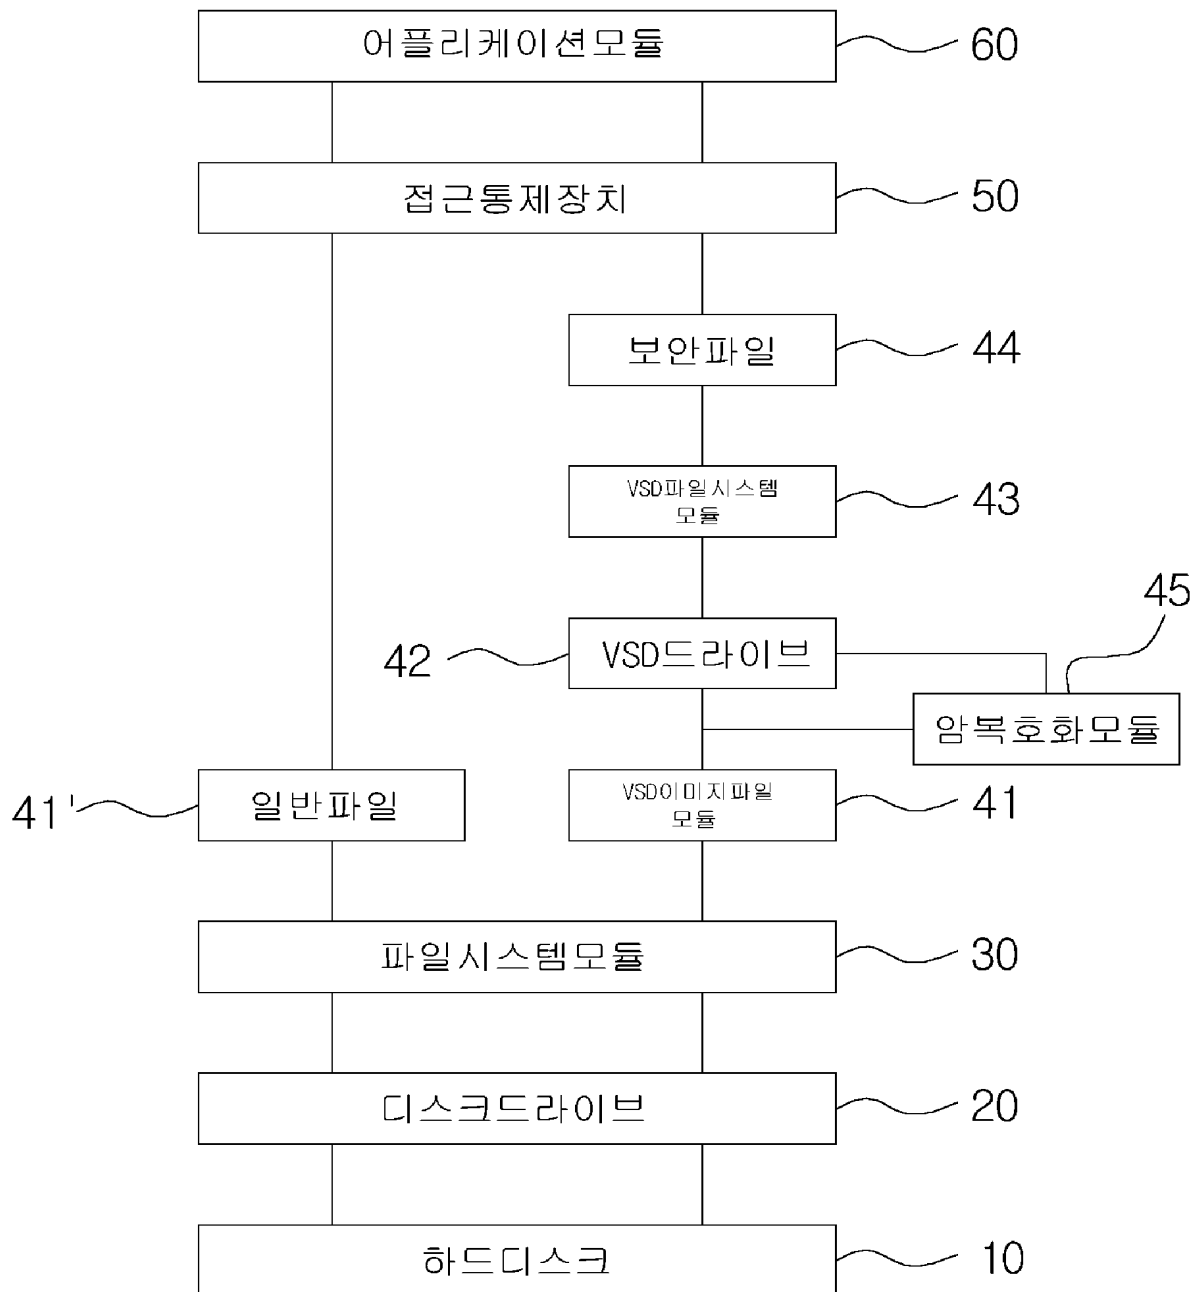 어플리케이션모듈 60
접근통제장치 50
보안파일 44
VSD파일시스템
모듈
43
45
42 VSD드라이브
암복호화모듈
41' 일반파일
VSD이미지파일
모듈
41
파일시스템모듈 30
디스크드라이브 20
하드디스크 10